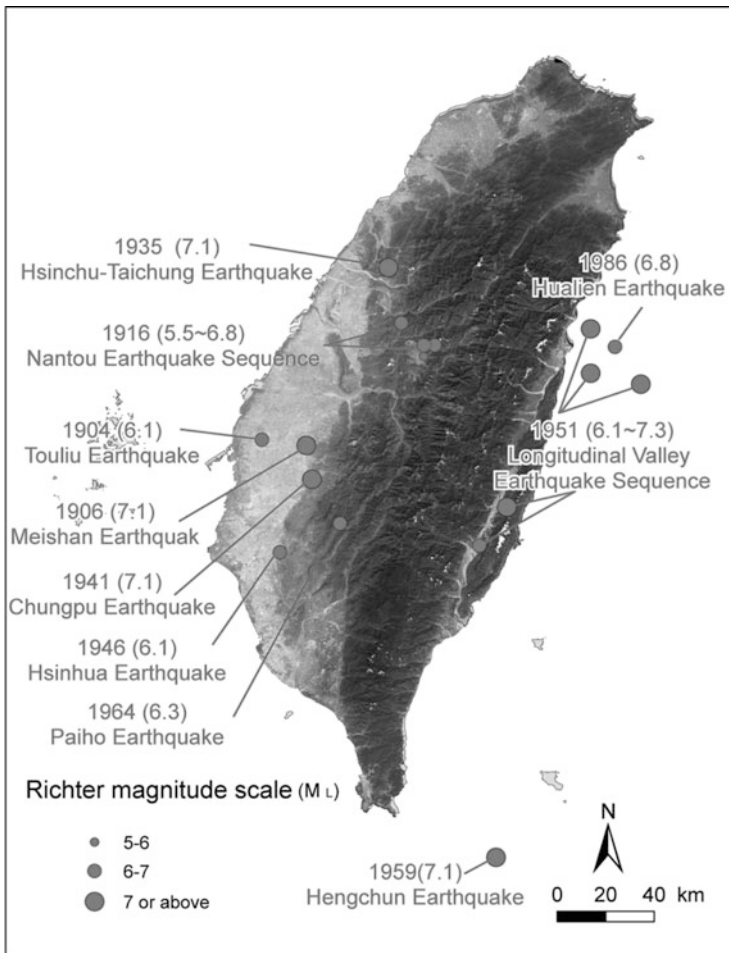 1935 (7.1)
Hsinchu-Taichung Earthquake
1986 (6.8)
Hualien Earthquake
1916 (5.5~6.8)
Nantou Earthquake Sequence
1904 (6.1)
Touliu Earthquake
1951 (6.1~7.3)
Longitudinal Valley
Earthquake Sequence
1906 (7.1)
Meishan Earthquak
1941 (7.1)
Chungpu Earthquake
1946 (6.1)
Hsinhua Earthquake
1964 (6.3)
Paiho Earthquake
Richter magnitude scale (M L)
5-6
6-7
7 or above
1959(7.1)
Hengchun Earthquake
N
0 20 40 km